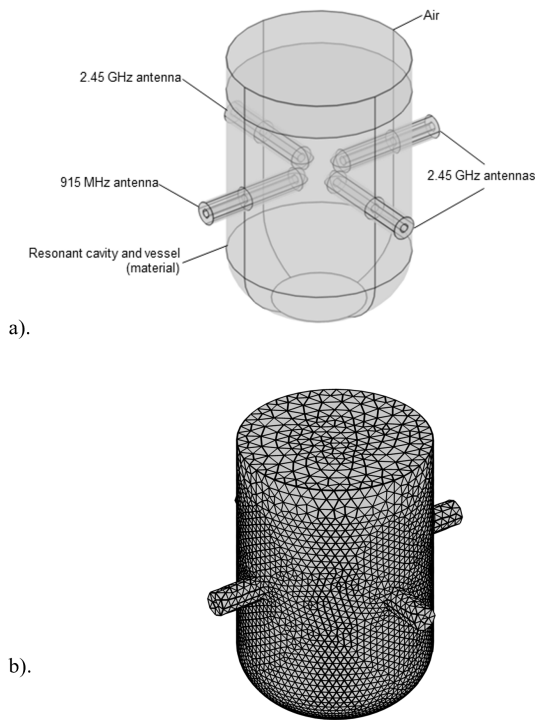 Air
2.45 GHz antenna
915 MHz antenna
2.45 GHz antennas
Resonant cavity and vessel
(material)
a).
b).